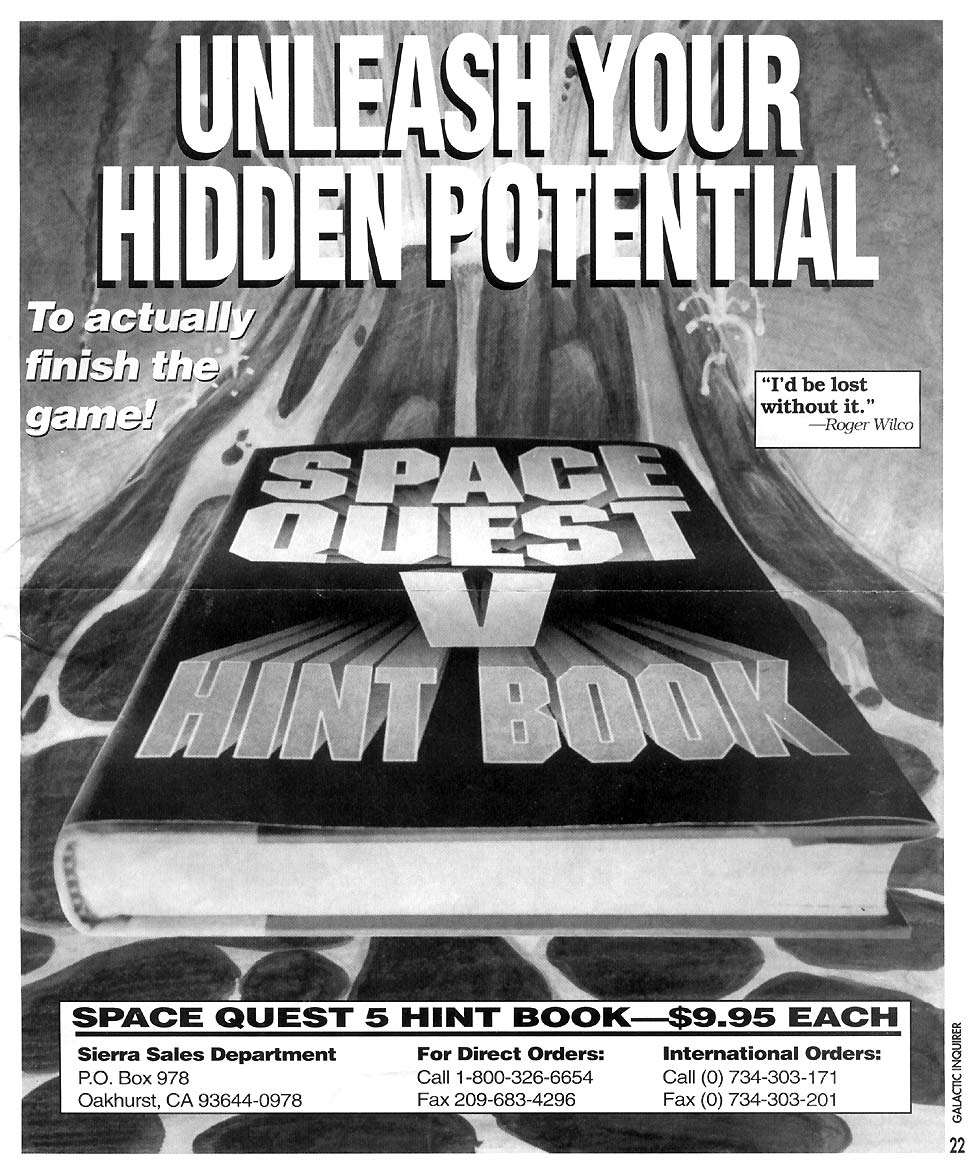 UNLEASH YOUR
HIDDEN POTENTIAL
To actually
finish the
game!
“I’d be lost
without it.”
—Roger Wilco
SPACE
QUEST
V
HINT BOOK
SPACE QUEST 5 HINT BOOK—$9.95 EACH
Sierra Sales Department
P.O. Box 978
Oakhurst, CA 93644-0978
For Direct Orders:
Call 1-800-326-6654
Fax 209-683-4296
International Orders:
Call (0) 734-303-171
Fax (0) 734-303-201
GALACTIC INQUIRER
22